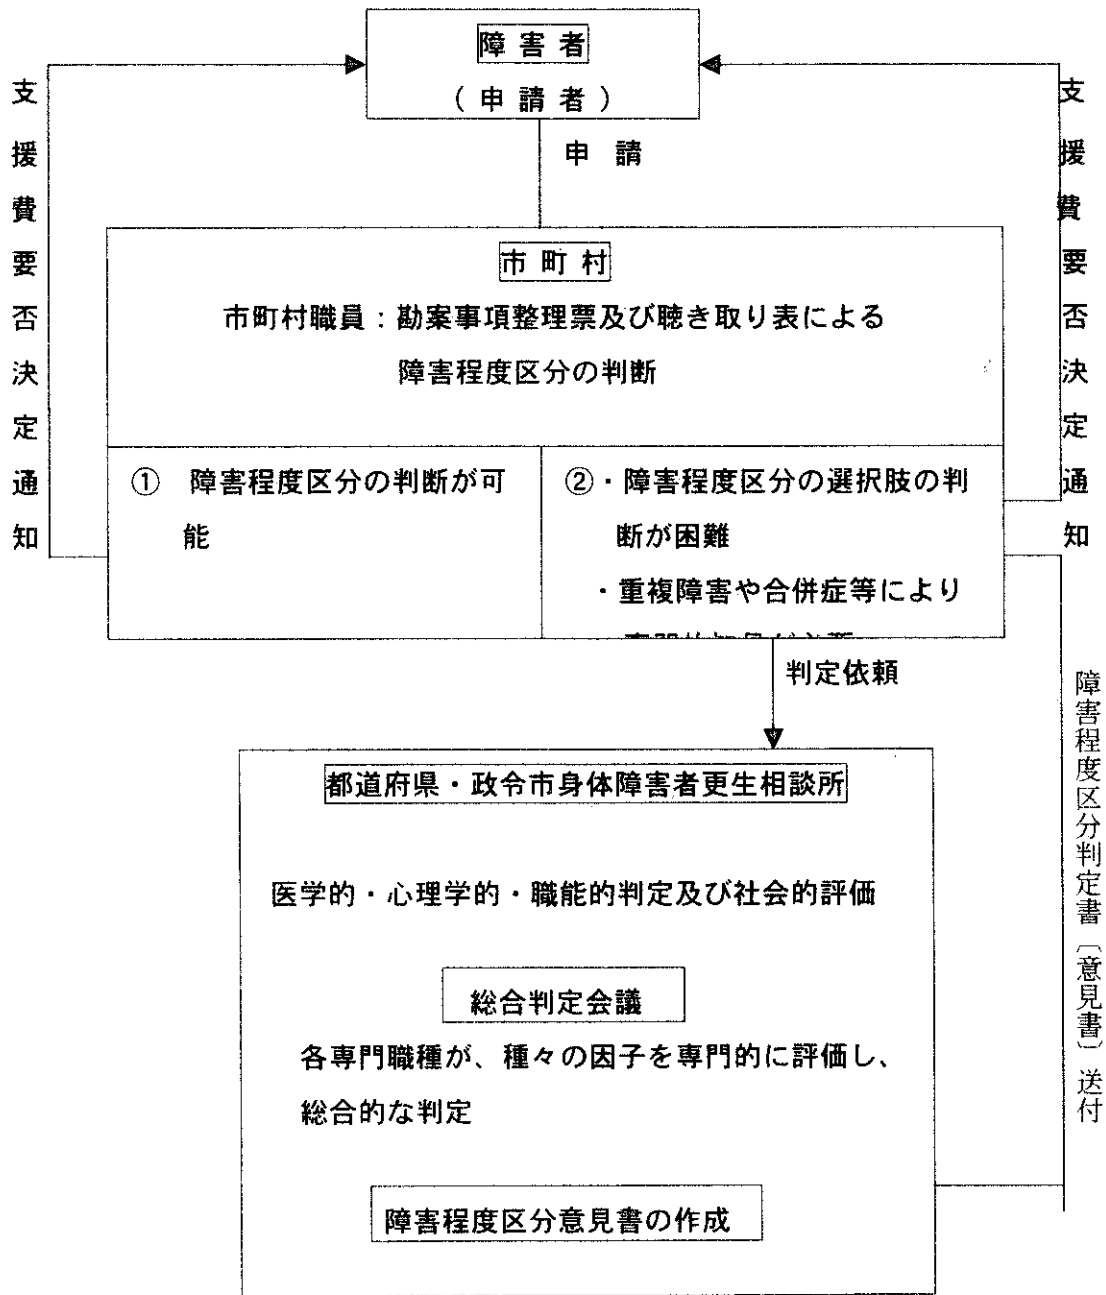 障害者
（申請者）
申 請
支援費要否決定通知
支援費要否決定通知
市町村
市町村職員：勘案事項整理票及び聴き取り表による
障害程度区分の判断
① 障害程度区分の判断が可
能
②・障害程度区分の選択肢の判
断が困難
・重複障害や合併症等により
判定依頼
都道府県・政令市身体障害者更生相談所
医学的・心理学的・職能的判定及び社会的評価
総合判定会議
各専門職種が、種々の因子を専門的に評価し、
総合的な判定
障害程度区分意見書の作成
障害程度区分判定書〔意見書〕送付